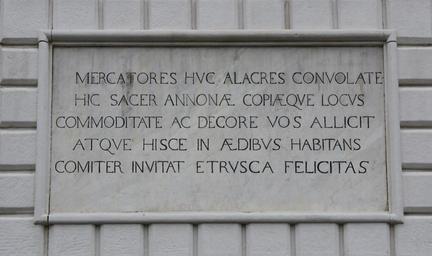 MERCATORES HVC ALACRES CONVOLATE
HIC SACER ANNONÆ COPIÆQVE LOCVS
COMMODITATE AC DECORE VOS ALLICIT
ATQVE HISCE IN ÆDIBVS HABITANS
COMITER INVITAT ETRVSCA FELICITAS